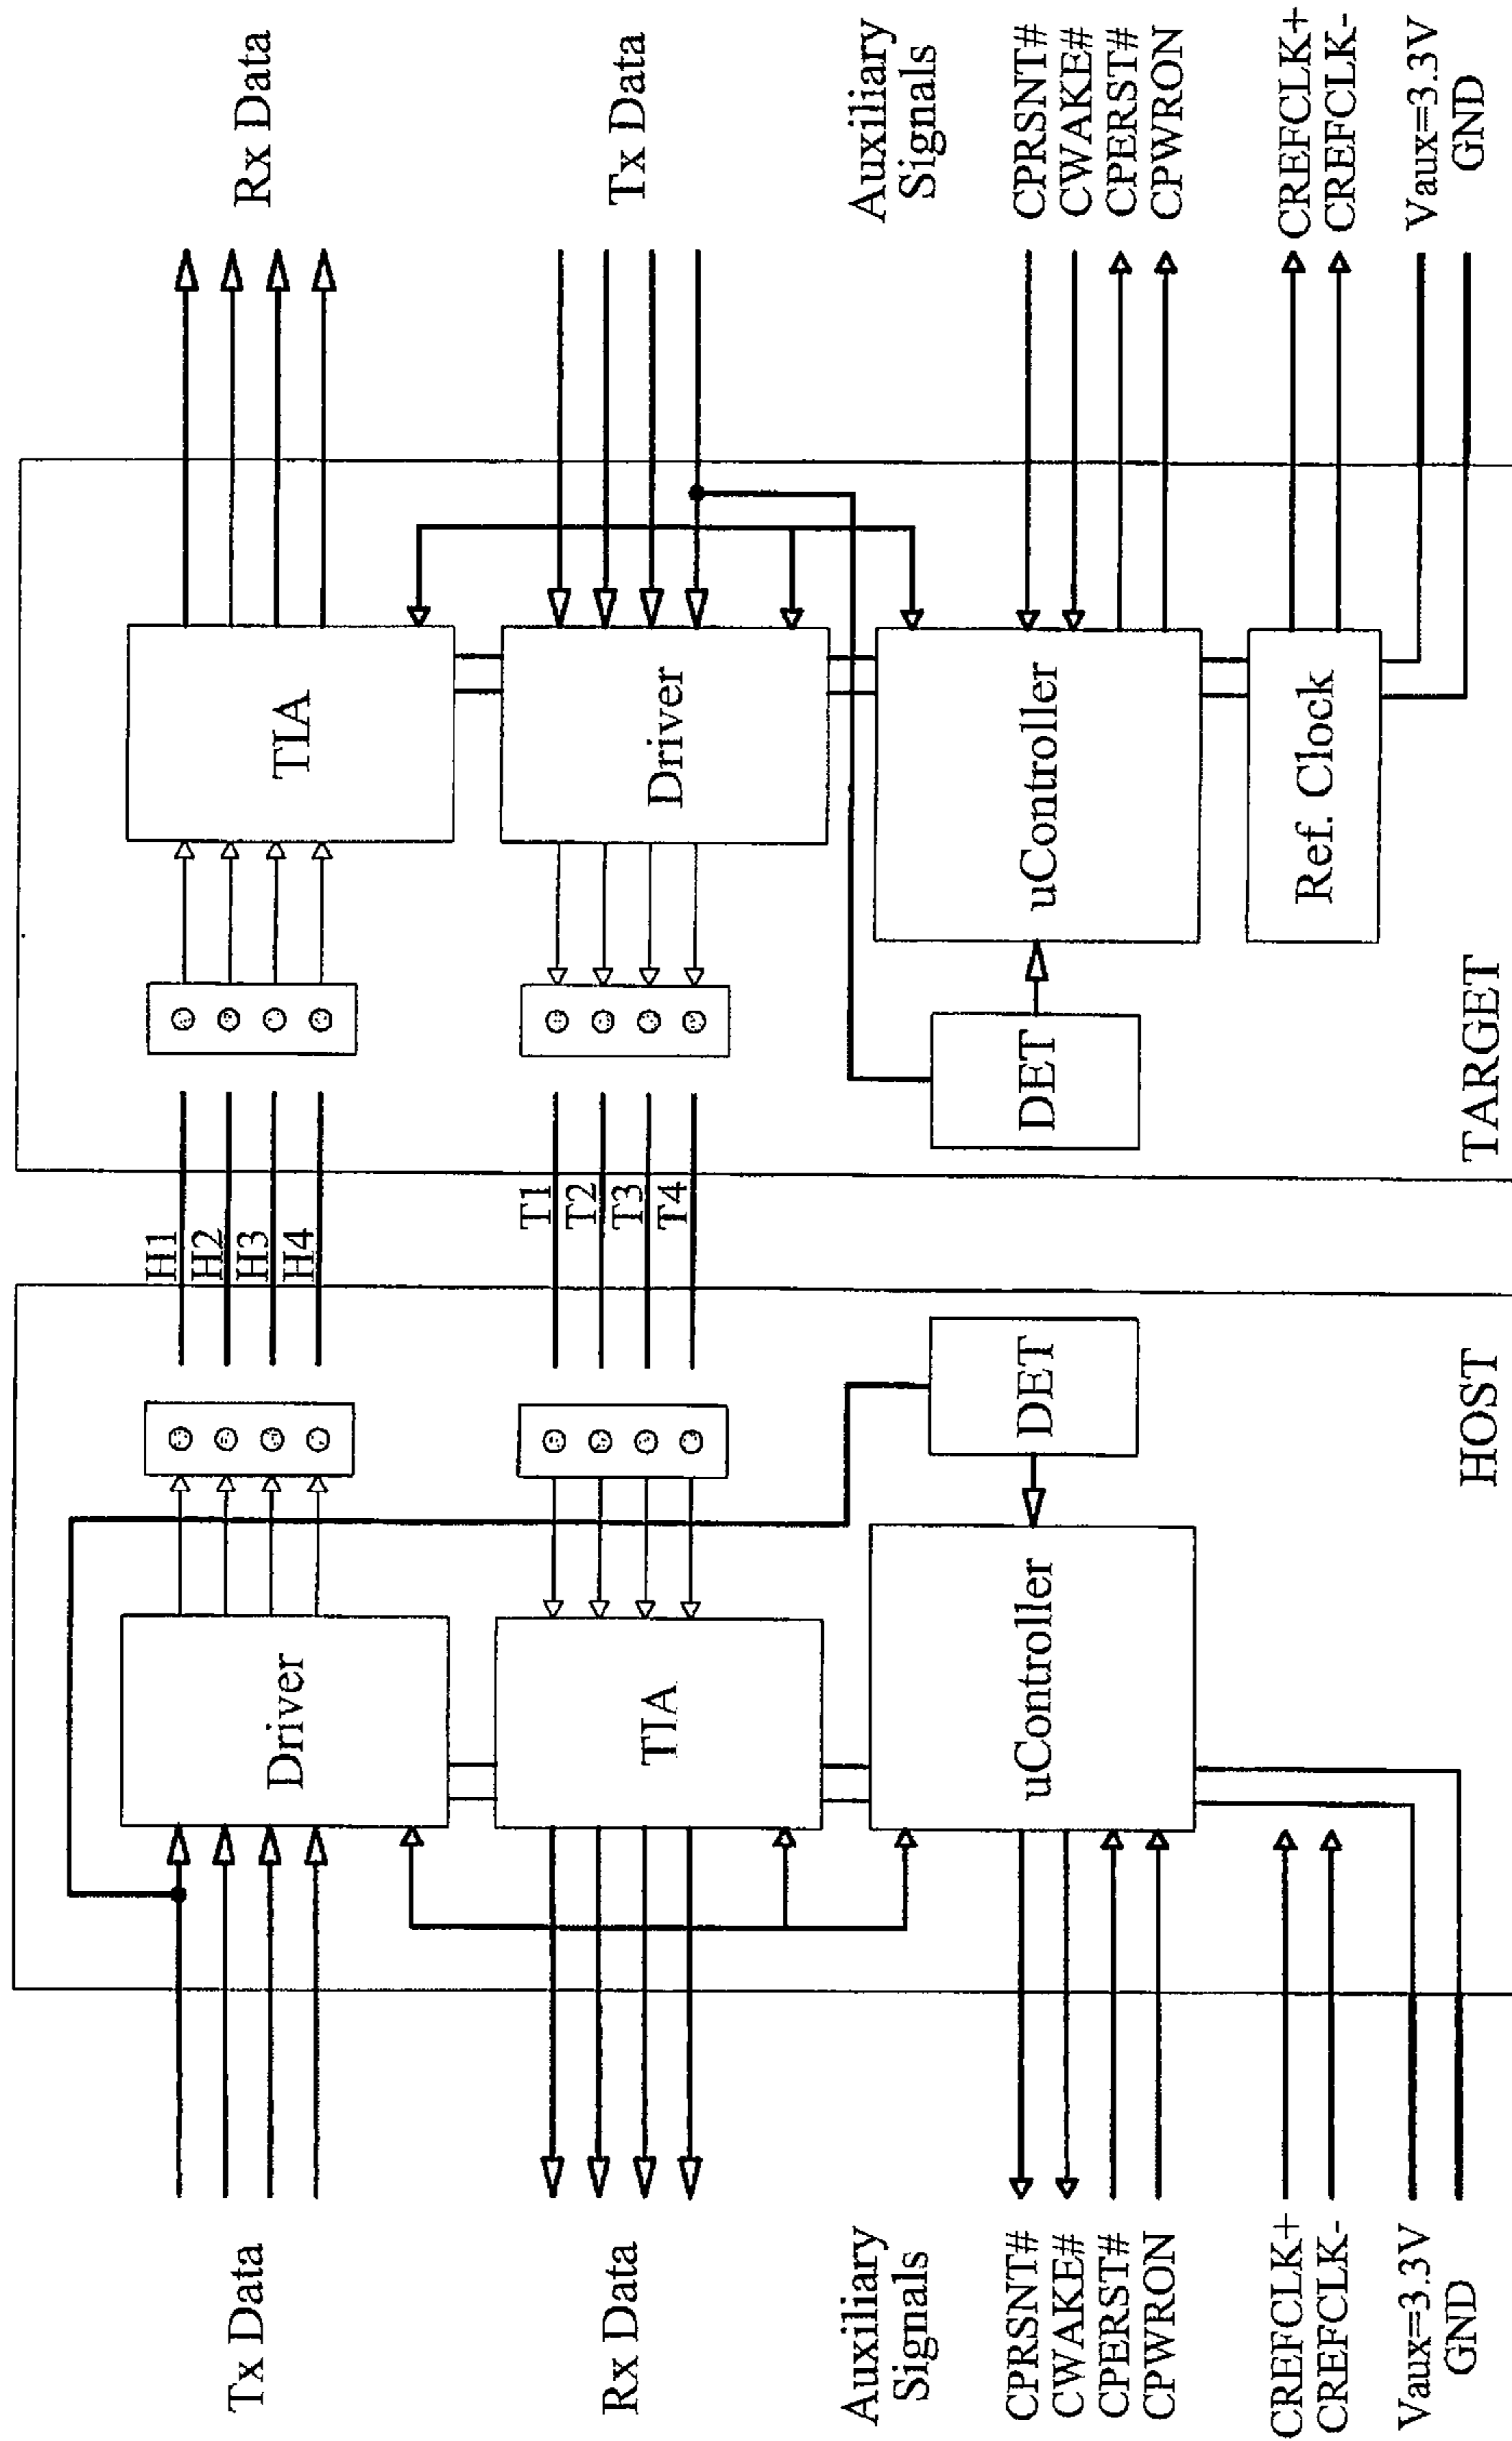 Tx Data
Rx Data
Auxiliary
Signals
CPRSNT#
CWAKE#
CPERST#
CPWRON
CREFCLK+
CREFCLK-
Vaux=3.3V
GND
Driver
TIA
uController
DET
HOST
H1
H2
H3
H4
T1
T2
T3
T4
TIA
Driver
uController
DET
Ref. Clock
TARGET
Rx Data
Tx Data
Auxiliary
Signals
CPRSNT#
CWAKE#
CPERST#
CPWRON
CREFCLK+
CREFCLK-
Vaux=3.3V
GND